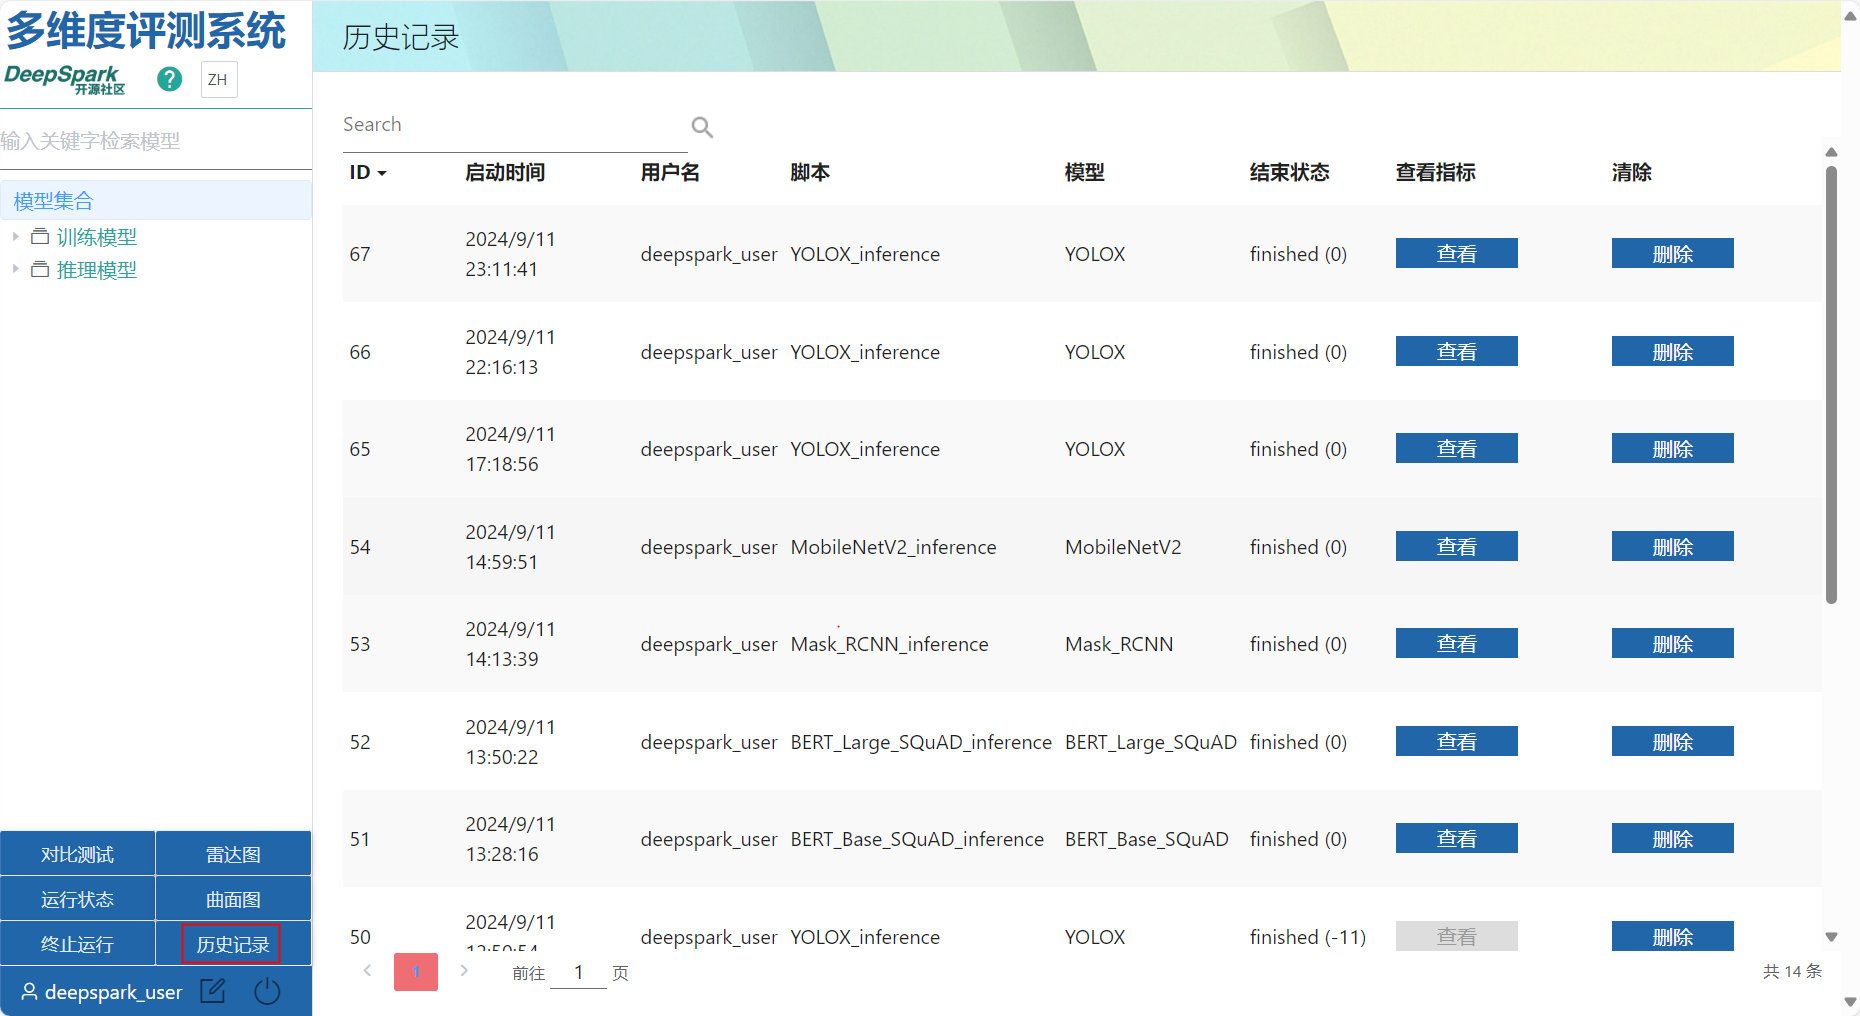 多维度评测系统
DeepSpark
开源社区
?
ZH
输入关键字检索模型
模型集合
训练模型
推理模型
对比测试
雷达图
运行状态
曲面图
终止运行
历史记录
deepspark_user
历史记录
Search
ID 启动时间 用户名 脚本 模型 结束状态 查看指标 清除
67 2024/9/11 23:11:41 deepspark_user YOLOX_inference YOLOX finished (0) 查看 删除
66 2024/9/11 22:16:13 deepspark_user YOLOX_inference YOLOX finished (0) 查看 删除
65 2024/9/11 17:18:56 deepspark_user YOLOX_inference YOLOX finished (0) 查看 删除
54 2024/9/11 14:59:51 deepspark_user MobileNetV2_inference MobileNetV2 finished (0) 查看 删除
53 2024/9/11 14:13:39 deepspark_user Mask_RCNN_inference Mask_RCNN finished (0) 查看 删除
52 2024/9/11 13:50:22 deepspark_user BERT_Large_SQuAD_inference BERT_Large_SQuAD finished (0) 查看 删除
51 2024/9/11 13:28:16 deepspark_user BERT_Base_SQuAD_inference BERT_Base_SQuAD finished (0) 查看 删除
50 2024/9/11 deepspark_user YOLOX_inference YOLOX finished (-11) 查看 删除
1 前往 1 页 共 14 条